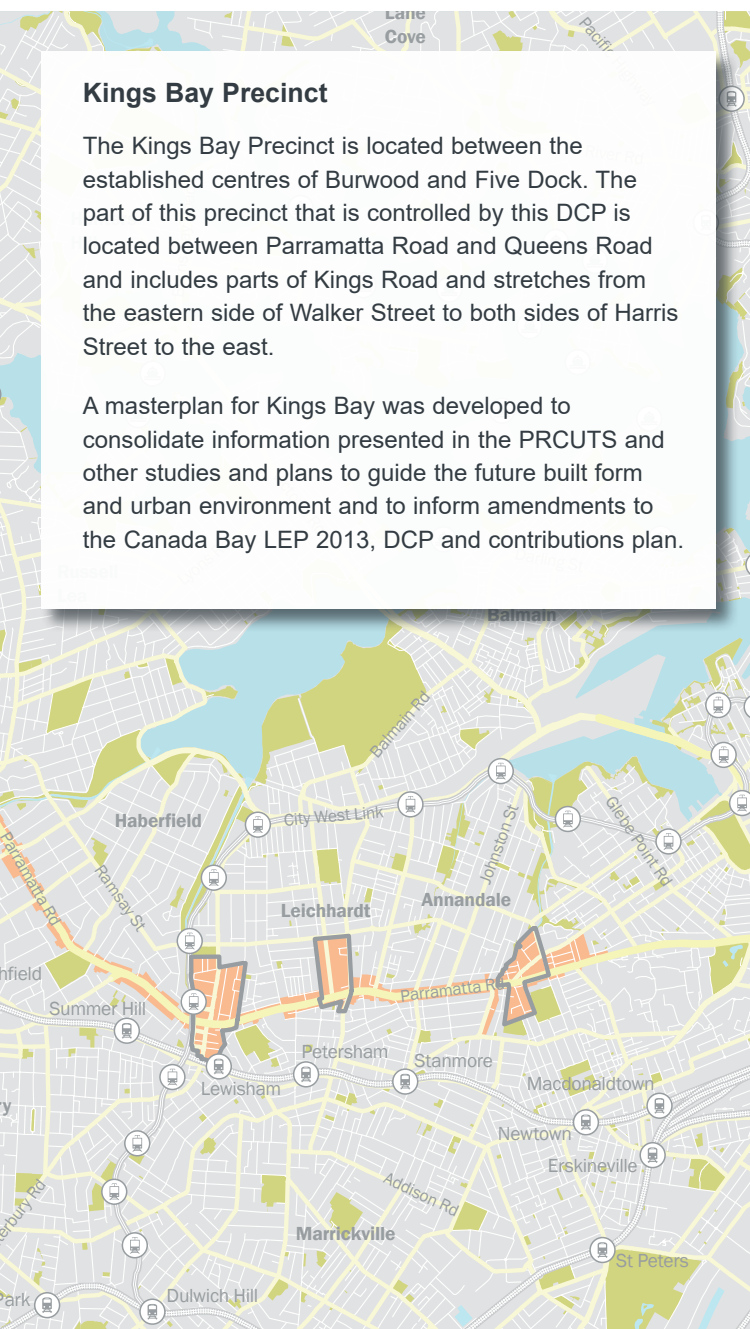 Lane
Cove
Kings Bay Precinct
The Kings Bay Precinct is located between the
established centres of Burwood and Five Dock. The
part of this precinct that is controlled by this DCP is
located between Parramatta Road and Queens Road
and includes parts of Kings Road and stretches from
the eastern side of Walker Street to both sides of Harris
Street to the east.
A masterplan for Kings Bay was developed to
consolidate information presented in the PRCUTS and
other studies and plans to guide the future built form
and urban environment and to inform amendments to
the Canada Bay LEP 2013, DCP and contributions plan.
Balmain
Balmain Rd
Haberfield
City West Link
Johnston St
Glebe Point Rd
Parramatta Rd
Ramsay St
Leichhardt
Annandale
hfield
Summer Hill
Parramatta Rd
Petersham
Stanmore
Lewisham
Macdonaldtown
Newtown
Erskineville
Addison Rd
erbury Rd
Marrickville
St Peters
Park
Dulwich Hill